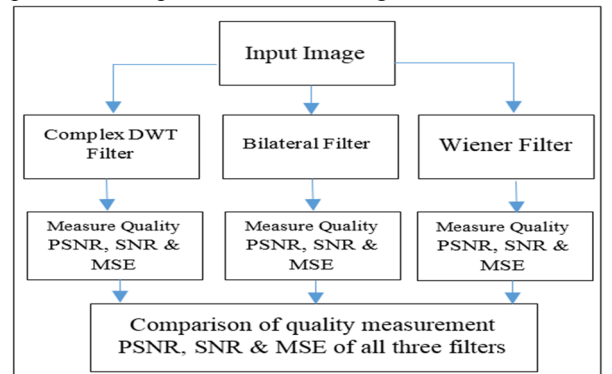 Input Image
Complex DWT
Filter
Bilateral Filter
Wiener Filter
Measure Quality
PSNR, SNR &
MSE
Measure Quality
PSNR, SNR &
MSE
Measure Quality
PSNR, SNR &
MSE
Comparison of quality measurement
PSNR, SNR & MSE of all three filters